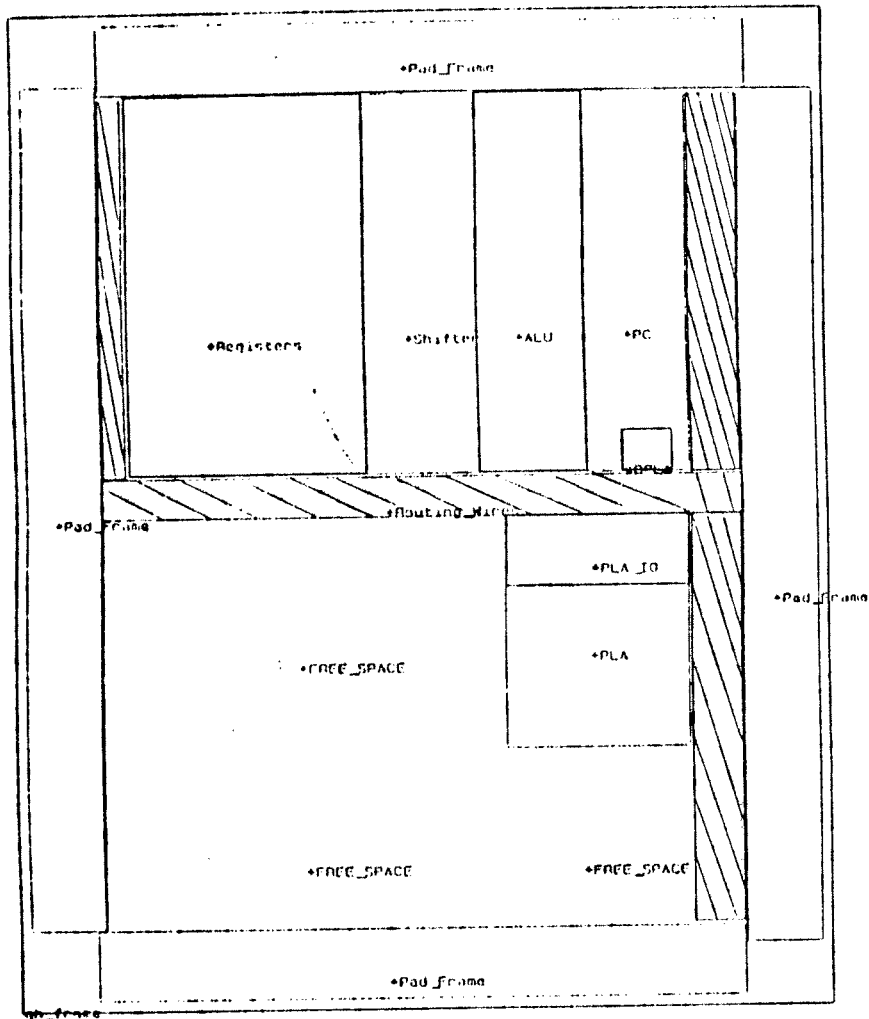 +Pad_Frame
+Registers
+Shifter
+ALU
+PC
+Routing_Wire
+Pad_Frame
+PLA_IO
+Pad_Frame
+PLA
+FREE_SPACE
+FREE_SPACE
+FREE_SPACE
+Pad_Frame